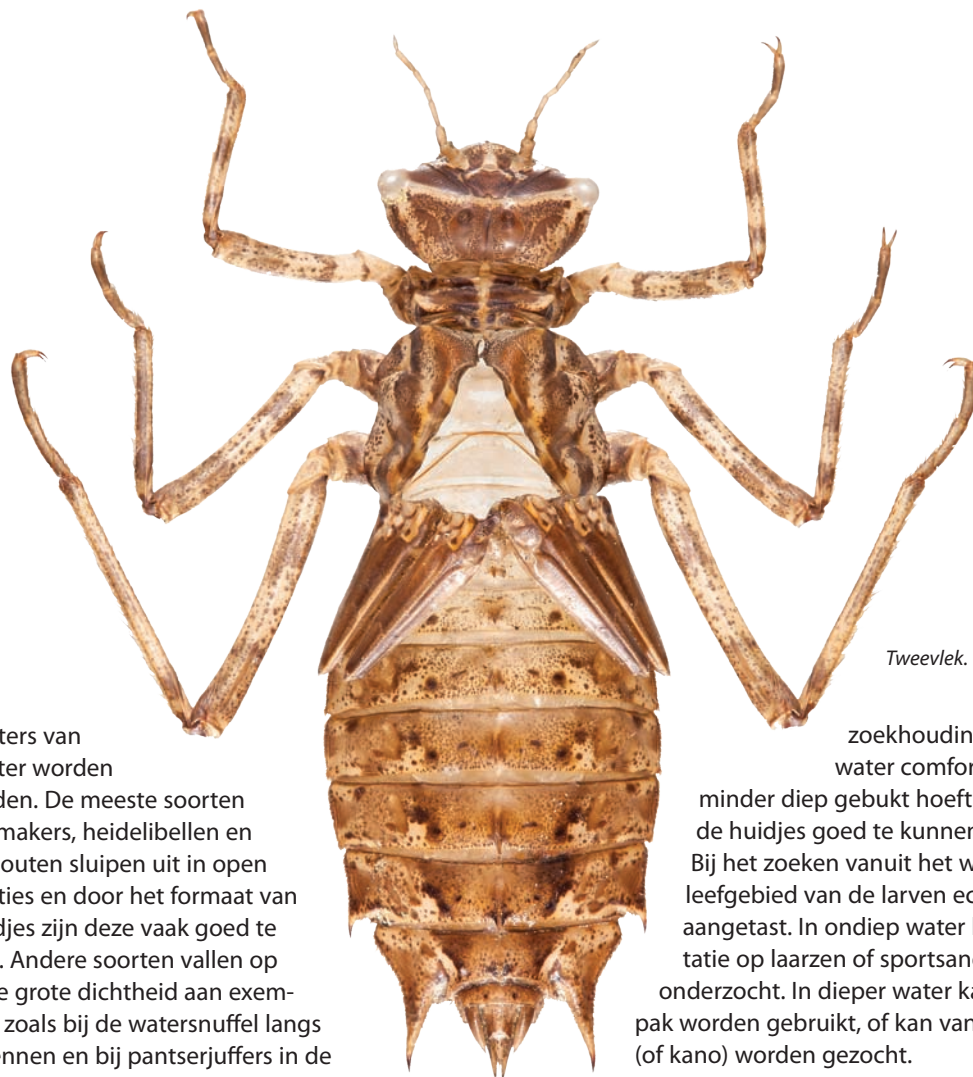 Tweevlek.
ters van
ter worden
den. De meeste soorten
makers, heidelibellen en
outen sluipen uit in open
ties en door het formaat van
djes zijn deze vaak goed te
. Andere soorten vallen op
e grote dichtheid aan exem-
zoals bij de watersnuffel langs
ennen en bij pantserjuffers in de
zoekhoudin
water comfor
minder diep gebukt hoeft
de huidjes goed te kunnen
Bij het zoeken vanuit het w
leefgebied van de larven ec
aangetast. In ondiep water
tatie op laarzen of sportsand
onderzocht. In dieper water ka
pak worden gebruikt, of kan van
(of kano) worden gezocht.